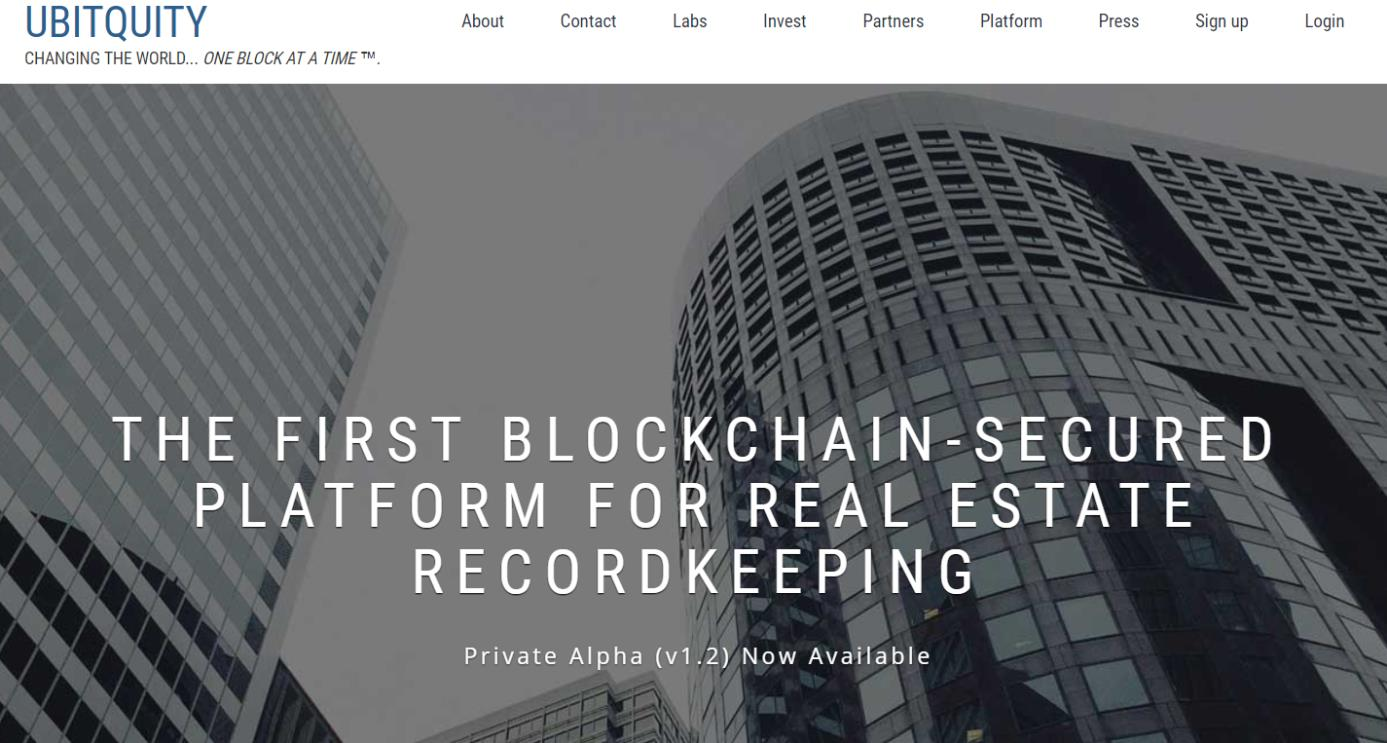 UBITQUITY
CHANGING THE WORLD... ONE BLOCK AT A TIME ™.
About Contact Labs Invest Partners Platform Press Sign up Login
THE FIRST BLOCKCHAIN-SECURED
PLATFORM FOR REAL ESTATE
RECORDKEEPING
Private Alpha (v1.2) Now Available